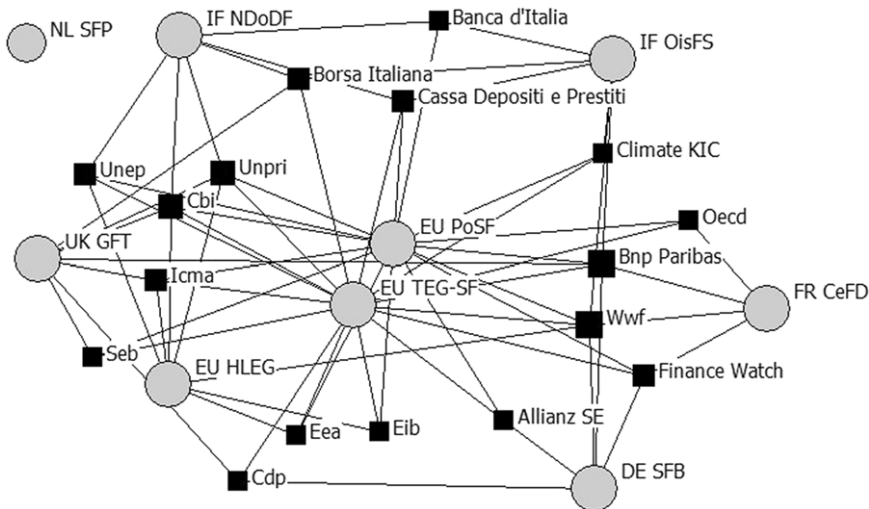 NL SFP
IF NDoDF
Banca d'Italia
IF OisFS
Borsa Italiana
Cassa Depositi e Prestiti
Climate KIC
Unep
Unpri
Cbi
Oecd
EU PoSF
UK GFT
Bnp Paribas
Icma
EU TEG-SF
FR CeFD
Wwf
Seb
EU HLEG
Finance Watch
Allianz SE
Eea
Eib
Cdp
DE SFB